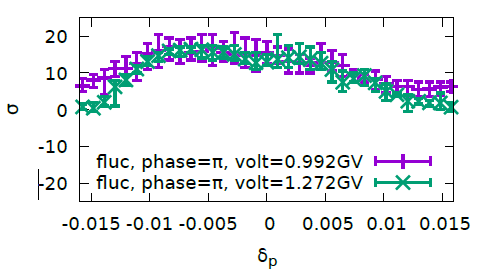 20
10
0
-10
-20
σ
fluc, phase=π, volt=0.992GV
fluc, phase=π, volt=1.272GV
-0.015 -0.01 -0.005 0 0.005 0.01 0.015
δp